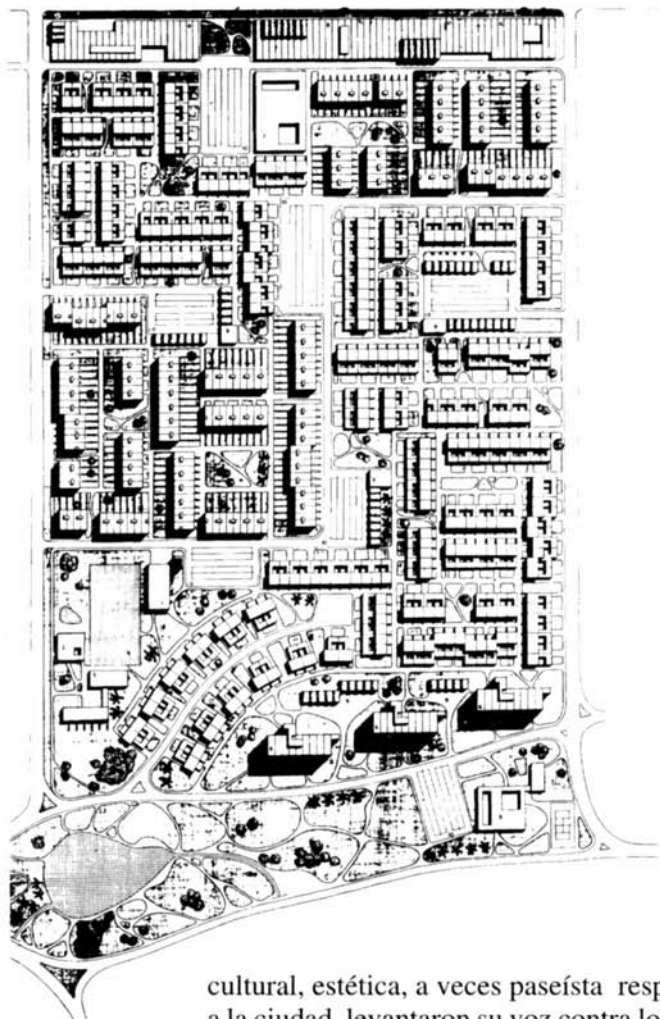 cultural, estética, a veces paseísta resp
a la ciudad, levantaron su voz contra lo